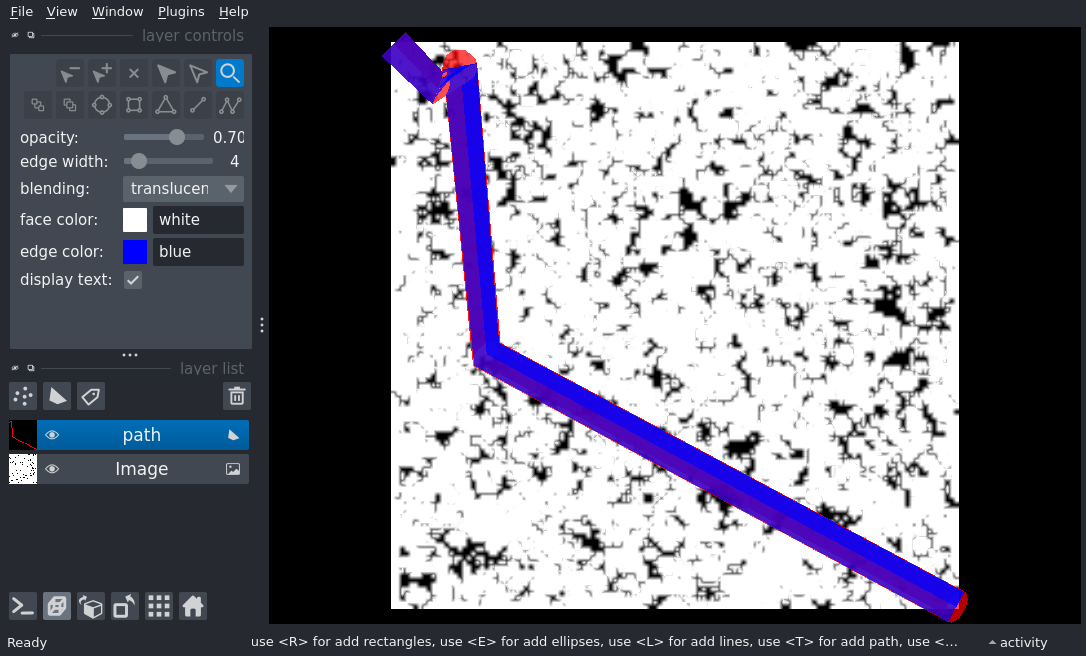 File View Window Plugins Help
layer controls
opacity: 0.70
edge width: 4
blending: translucen
face color: white
edge color: blue
display text:
layer list
path
Image
Ready use <R> for add rectangles, use <E> for add ellipses, use <L> for add lines, use <T> for add path, use <... activity